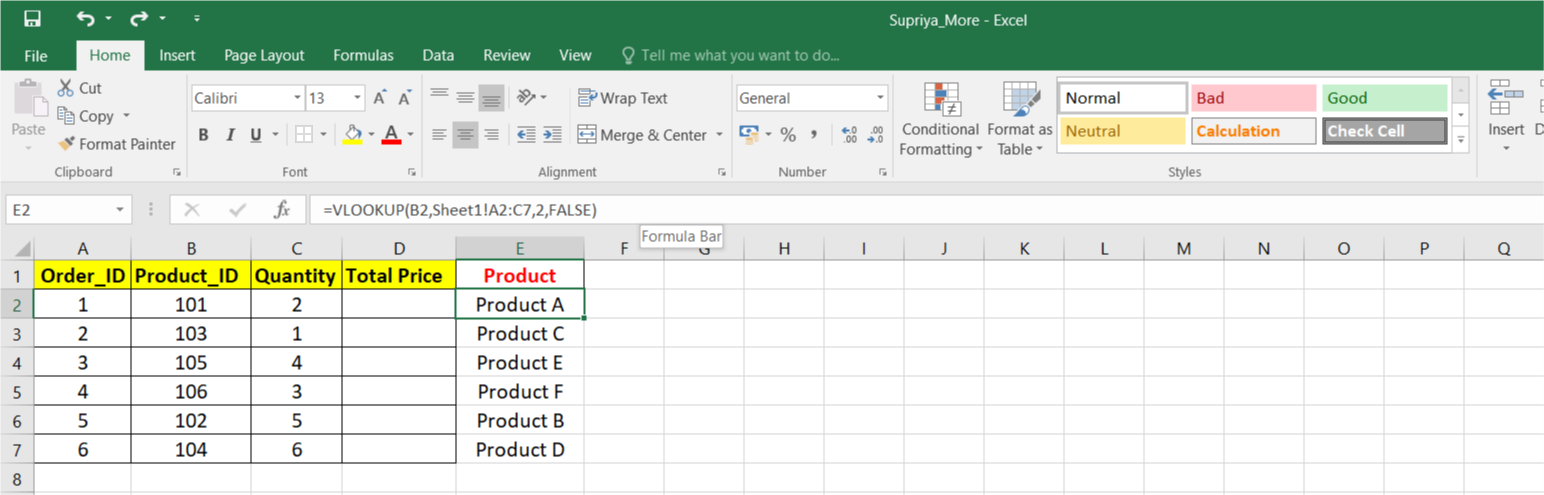 Supriya_More - Excel
File Home Insert Page Layout Formulas Data Review View Tell me what you want to do...
Cut
Copy
Format Painter
Paste
Calibri 13
B I U
Wrap Text
Merge & Center
General
Conditional Formatting
Format as Table
Normal Bad Good
Neutral Calculation Check Cell
Insert
Clipboard Font Alignment Number Styles
E2 fx =VLOOKUP(B2,Sheet1!A2:C7,2,FALSE)
Formula Bar
A B C D E F G H I J K L M N O P Q
1 Order_ID Product_ID Quantity Total Price Product
2 1 101 2 Product A
3 2 103 1 Product C
4 3 105 4 Product E
5 4 106 3 Product F
6 5 102 5 Product B
7 6 104 6 Product D
8